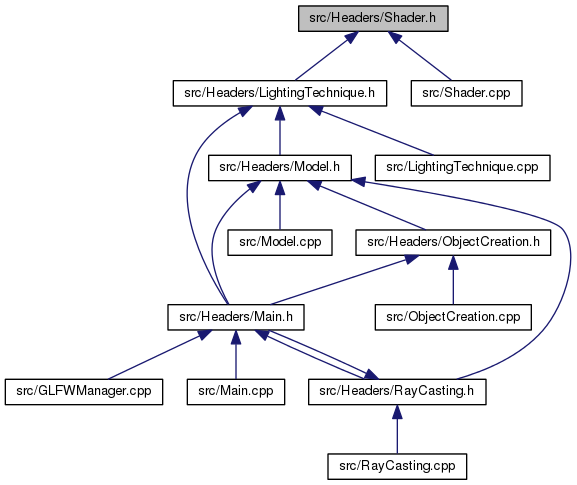 src/Headers/Shader.h
src/Headers/LightingTechnique.h
src/Shader.cpp
src/Headers/Model.h
src/LightingTechnique.cpp
src/Model.cpp
src/Headers/ObjectCreation.h
src/Headers/Main.h
src/ObjectCreation.cpp
src/GLFWManager.cpp
src/Main.cpp
src/Headers/RayCasting.h
src/RayCasting.cpp